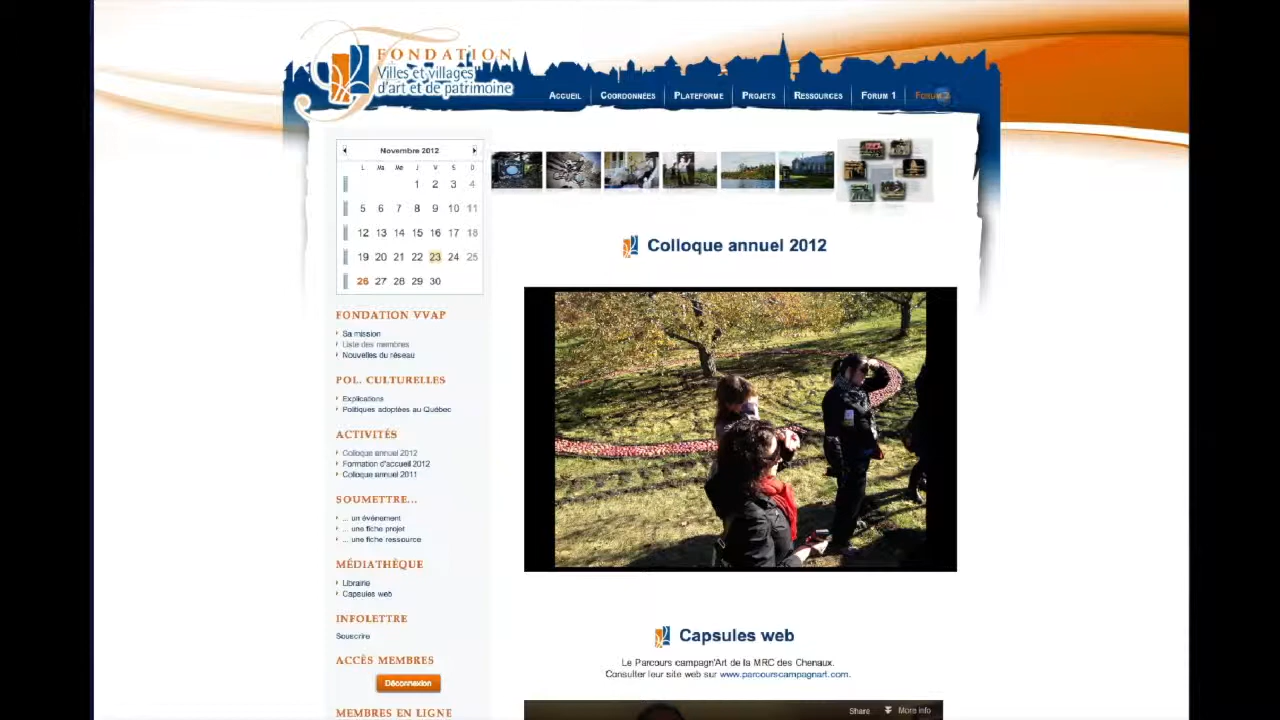 FONDATION
Villes et villages
d'art et de patrimoine
Accueil
Coordonnées
Plateforme
Projets
Ressources
Forum 1
Novembre 2012
L Ma Me J V S D
1 2 3 4
5 6 7 8 9 10 11
12 13 14 15 16 17 18
19 20 21 22 23 24 25
26 27 28 29 30
FONDATION VVAP
Sa mission
Liste des membres
Nouvelles du réseau
POL. CULTURELLES
Explications
Politiques adoptées au Québec
ACTIVITÉS
Colloque annuel 2012
Formation d'accueil 2012
Colloque annuel 2011
SOUMETTRE...
... un événement
... une fiche projet
... une fiche ressource
MÉDIATHÈQUE
Librairie
Capsules web
INFOLETTRE
Souscrire
ACCÈS MEMBRES
Déconnexion
MEMBRES EN LIGNE
Colloque annuel 2012
Capsules web
Le Parcours campagn'Art de la MRC des Chenaux.
Consulter leur site web sur www.parcourscampagnart.com.
Share
More info